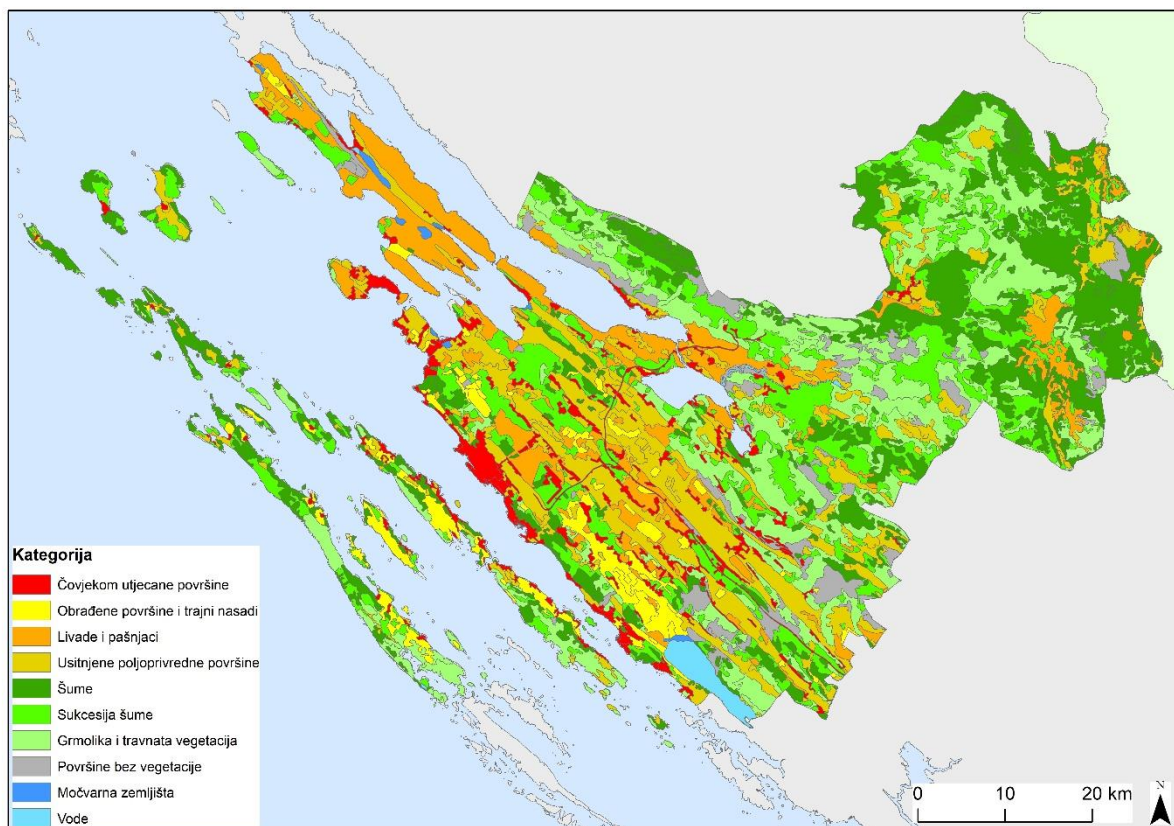 Kategorija
Čovjekom utjecane površine
Obrađene površine i trajni nasadi
Livade i pašnjaci
Usitnjene poljoprivredne površine
Šume
Sukcesija šume
Grmolika i travnata vegetacija
Površine bez vegetacije
Močvarna zemljišta
Vode
0 10 20 km
N